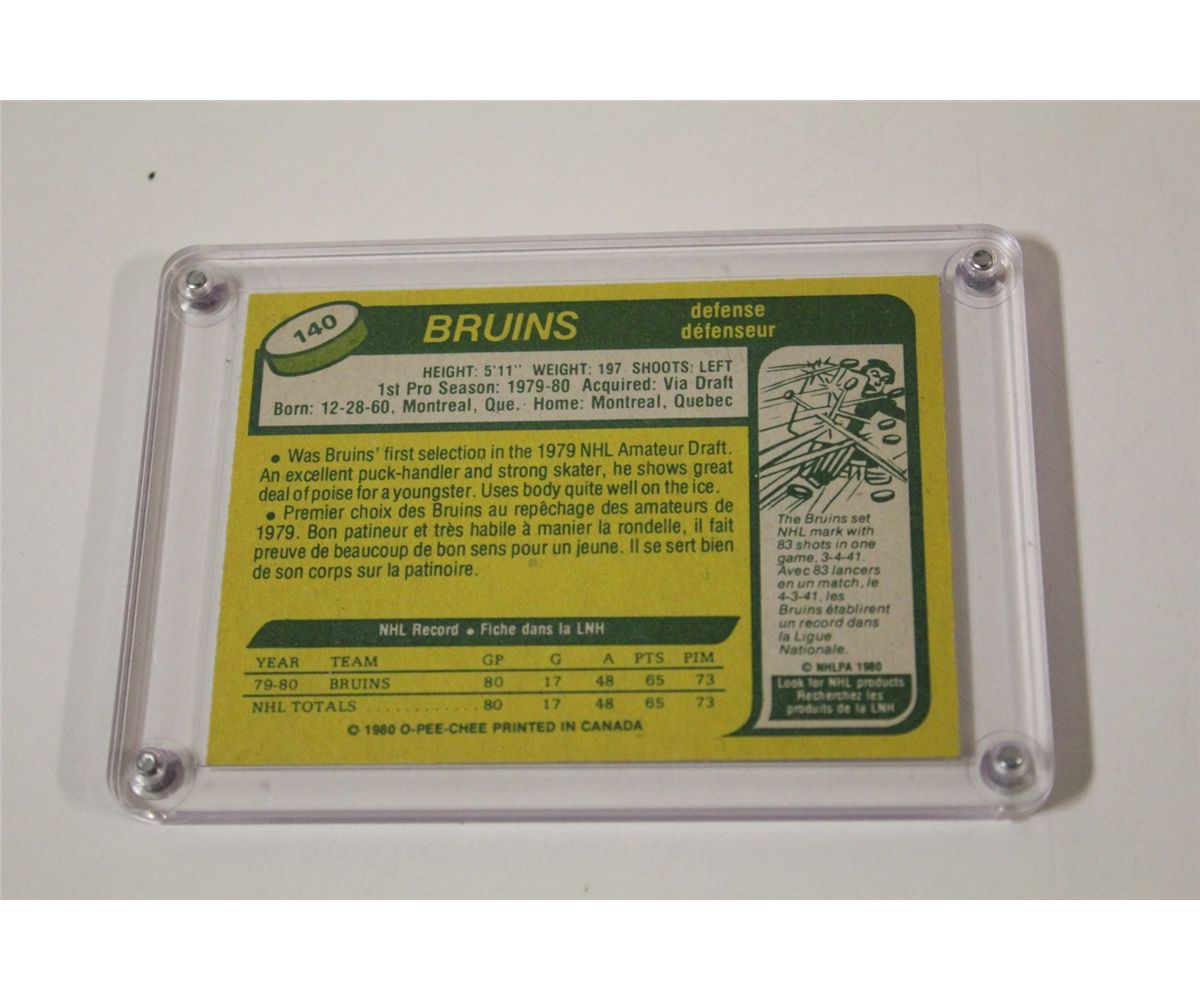 140
BRUINS
defense
défenseur
HEIGHT: 5'11" WEIGHT: 197 SHOOTS: LEFT
1st Pro Season: 1979-80 Acquired: Via Draft
Born: 12-28-60, Montreal, Que. Home: Montreal, Quebec
• Was Bruins' first selection in the 1979 NHL Amateur Draft.
An excellent puck-handler and strong skater, he shows great
deal of poise for a youngster. Uses body quite well on the ice.
• Premier choix des Bruins au repêchage des amateurs de
1979. Bon patineur et très habile à manier la rondelle, il fait
preuve de beaucoup de bon sens pour un jeune. Il se sert bien
de son corps sur la patinoire.
NHL Record • Fiche dans la LNH
YEAR TEAM GP G A PTS PIM
79-80 BRUINS 80 17 48 65 73
NHL TOTALS ............ 80 17 48 65 73
© 1980 O-PEE-CHEE PRINTED IN CANADA
The Bruins set
NHL mark with
83 shots in one
game, 3-4-41.
Avec 83 lancers
en un match, le
4-3-41, les
Bruins établirent
un record dans
la Ligue
Nationale.
© NHLPA 1980
Look for NHL products
Recherchez les
produits de la LNH